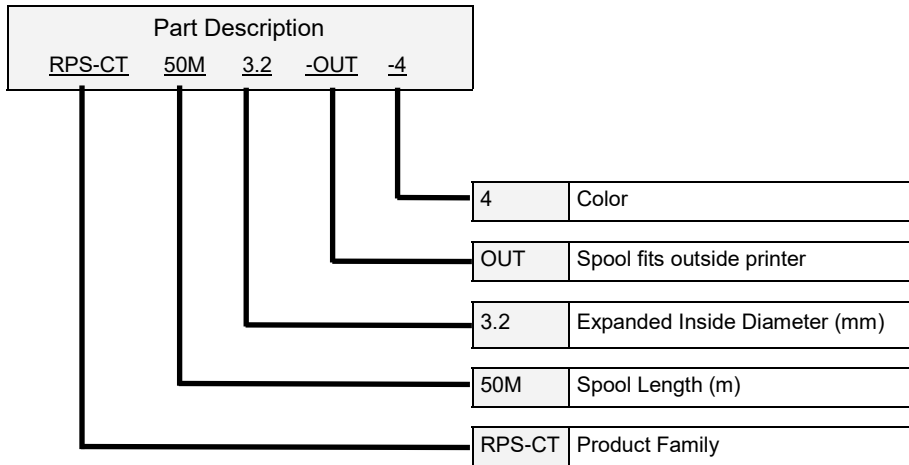 Part Description
RPS-CT 50M 3.2 -OUT -4
4 Color
OUT Spool fits outside printer
3.2 Expanded Inside Diameter (mm)
50M Spool Length (m)
RPS-CT Product Family